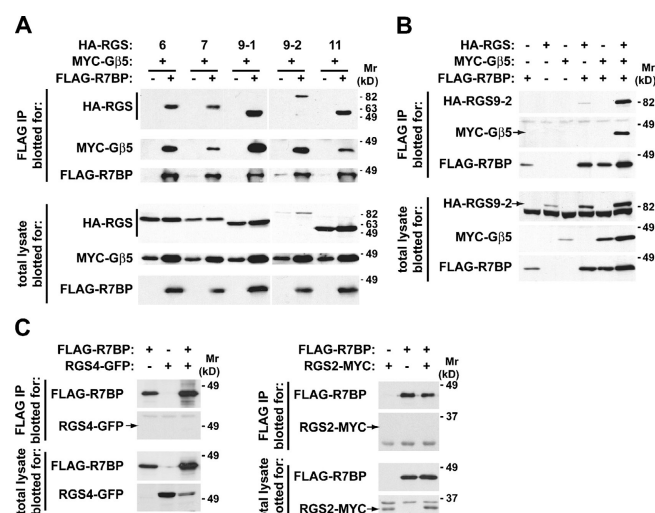 A
HA-RGS: 6 7 9-1 9-2 11
MYC-Gβ5: + + + + +
FLAG-R7BP: - + - + - + - + - +
Mr (kD)
FLAG IP blotted for:
HA-RGS
- 82
- 63
- 49
MYC-Gβ5
- 49
FLAG-R7BP
- 49
total lysate blotted for:
HA-RGS
- 82
- 63
- 49
MYC-Gβ5
- 49
FLAG-R7BP
- 49
B
HA-RGS: - + - + - +
MYC-Gβ5: - - + - + +
FLAG-R7BP: + - - + + +
Mr (kD)
FLAG IP blotted for:
HA-RGS9-2
- 82
MYC-Gβ5
- 49
FLAG-R7BP
- 49
total lysate blotted for:
HA-RGS9-2
- 82
MYC-Gβ5
- 49
FLAG-R7BP
- 49
C
FLAG-R7BP: + - +
RGS4-GFP: - + +
Mr (kD)
FLAG IP blotted for:
FLAG-R7BP
- 49
RGS4-GFP
- 49
total lysate blotted for:
FLAG-R7BP
- 49
RGS4-GFP
- 49
FLAG-R7BP: - + +
RGS2-MYC: + - +
Mr (kD)
FLAG IP blotted for:
FLAG-R7BP
- 49
RGS2-MYC
- 37
total lysate blotted for:
FLAG-R7BP
- 49
RGS2-MYC
- 37